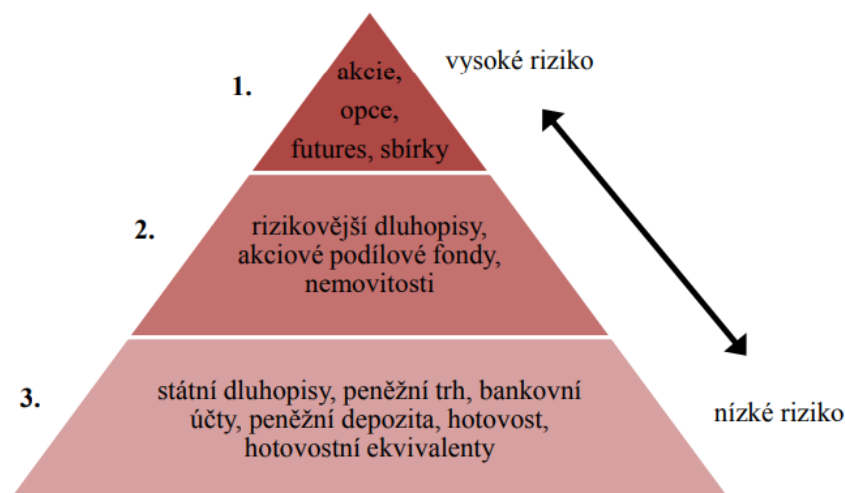 vysoké riziko
1.
akcie,
opce,
futures, sbírky
2.
rizikovější dluhopisy,
akciové podílové fondy,
nemovitosti
3.
státní dluhopisy, peněžní trh, bankovní
účty, peněžní depozita, hotovost,
hotovostní ekvivalenty
nízké riziko